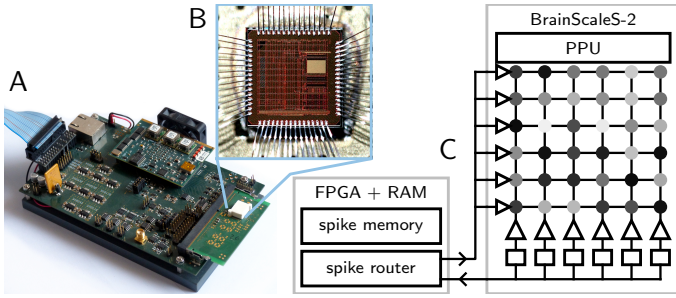 A
B
C
BrainScaleS-2
PPU
FPGA + RAM
spike memory
spike router